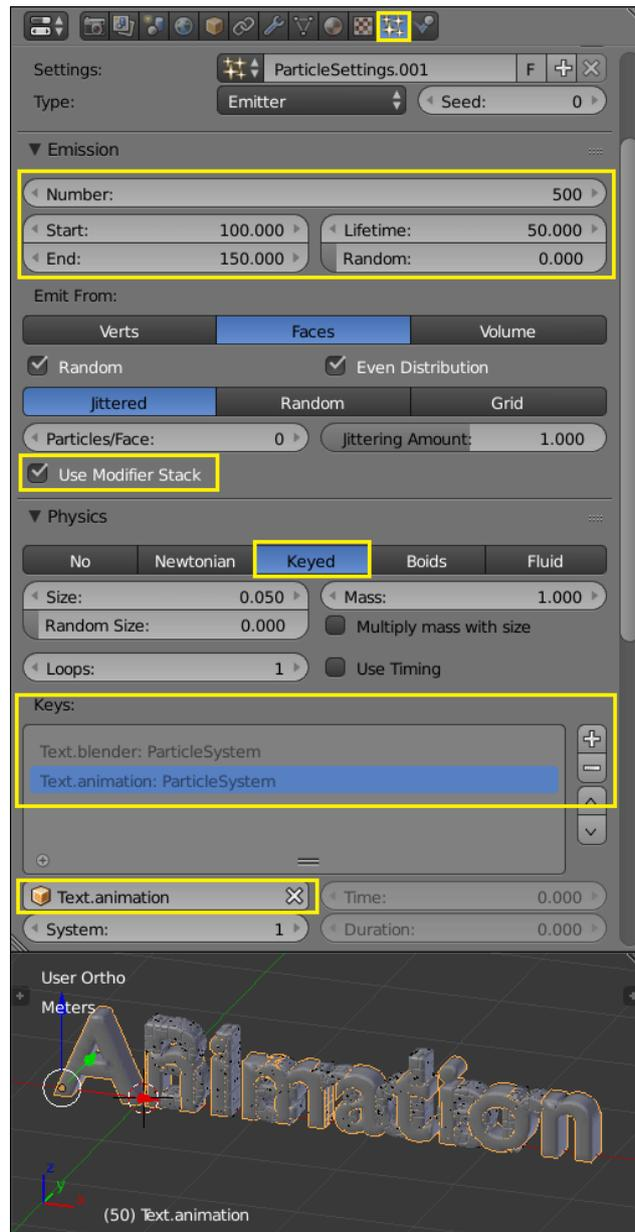 Settings: ParticleSettings.001 F
Type: Emitter Seed: 0
Emission
Number: 500
Start: 100.000 Lifetime: 50.000
End: 150.000 Random: 0.000
Emit From:
Verts Faces Volume
Random Even Distribution
Jittered Random Grid
Particles/Face: 0 Jittering Amount: 1.000
Use Modifier Stack
Physics
No Newtonian Keyed Boids Fluid
Size: 0.050 Mass: 1.000
Random Size: 0.000 Multiply mass with size
Loops: 1 Use Timing
Keys:
Text.blender: ParticleSystem
Text.animation: ParticleSystem
Text.animation Time: 0.000
System: 1 Duration: 0.000
User Ortho
Meters
Animation
z
y
x
(50) Text.animation